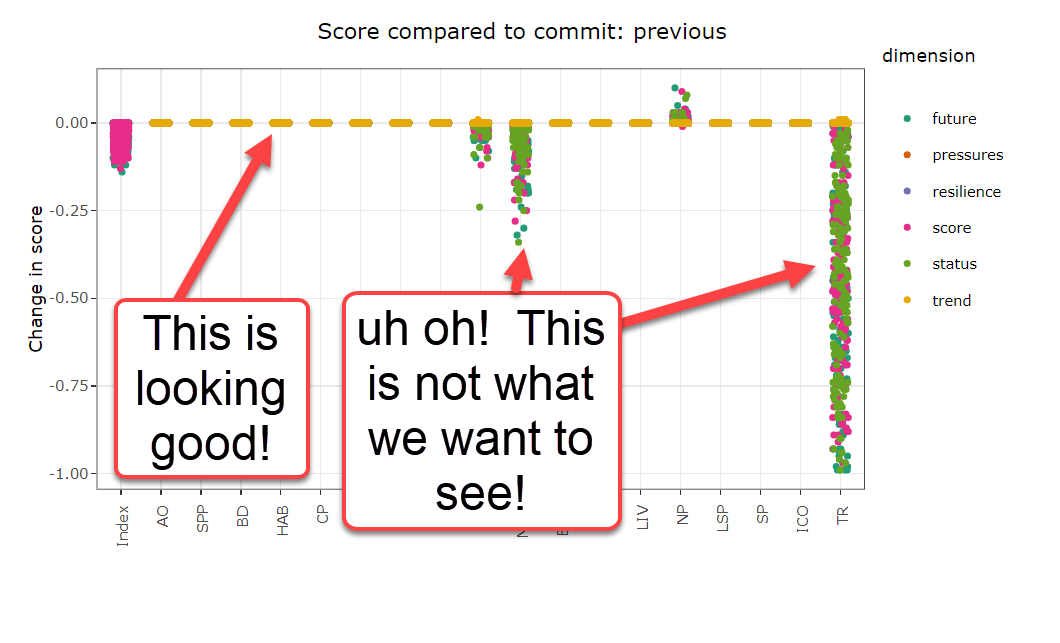 Score compared to commit: previous
dimension
future
pressures
resilience
score
status
trend
Change in score
0.00
-0.25
-0.50
-0.75
-1.00
This is
looking
good!
uh oh!  This
is not what
we want to
see!
Index
AO
SPP
BD
HAB
CP
LIV
NP
LSP
SP
ICO
TR